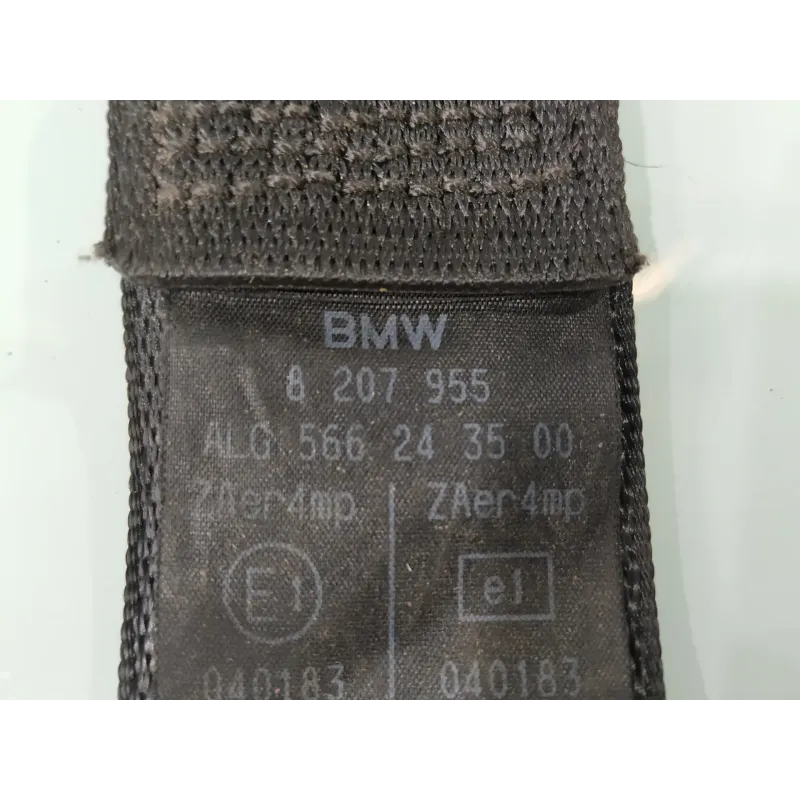 BMW
8 207 955
ALG 566 24 35 00
ZAer4mp ZAer4mp
E1 e1
040183 040183